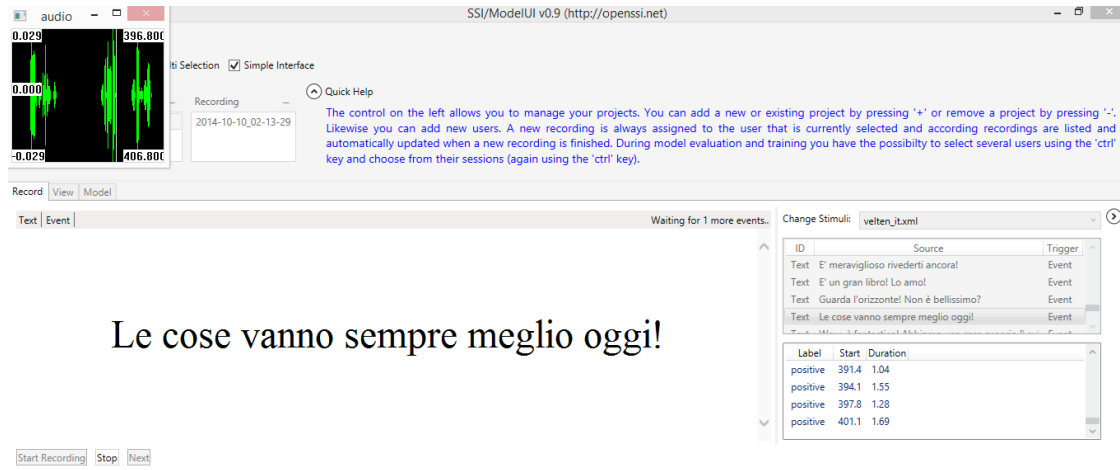 audio
SSI/ModelUI v0.9 (http://openssi.net)
0.029 396.80
0.000
-0.029 406.80
Selection Simple Interface
Recording
2014-10-10_02-13-29
Quick Help
The control on the left allows you to manage your projects. You can add a new or existing project by pressing '+' or remove a project by pressing '-'.
Likewise you can add new users. A new recording is always assigned to the user that is currently selected and according recordings are listed and
automatically updated when a new recording is finished. During model evaluation and training you have the possibilty to select several users using the 'ctrl'
key and choose from their sessions (again using the 'ctrl' key).
Record View Model
Text Event Waiting for 1 more events..
Le cose vanno sempre meglio oggi!
Start Recording Stop Next
Change Stimuli: velten_it.xml
ID Source Trigger
Text E' meraviglioso rivederti ancora! Event
Text E' un gran libro! Lo amo! Event
Text Guarda l'orizzonte! Non è bellissimo? Event
Text Le cose vanno sempre meglio oggi! Event
Label Start Duration
positive 391.4 1.04
positive 394.1 1.55
positive 397.8 1.28
positive 401.1 1.69